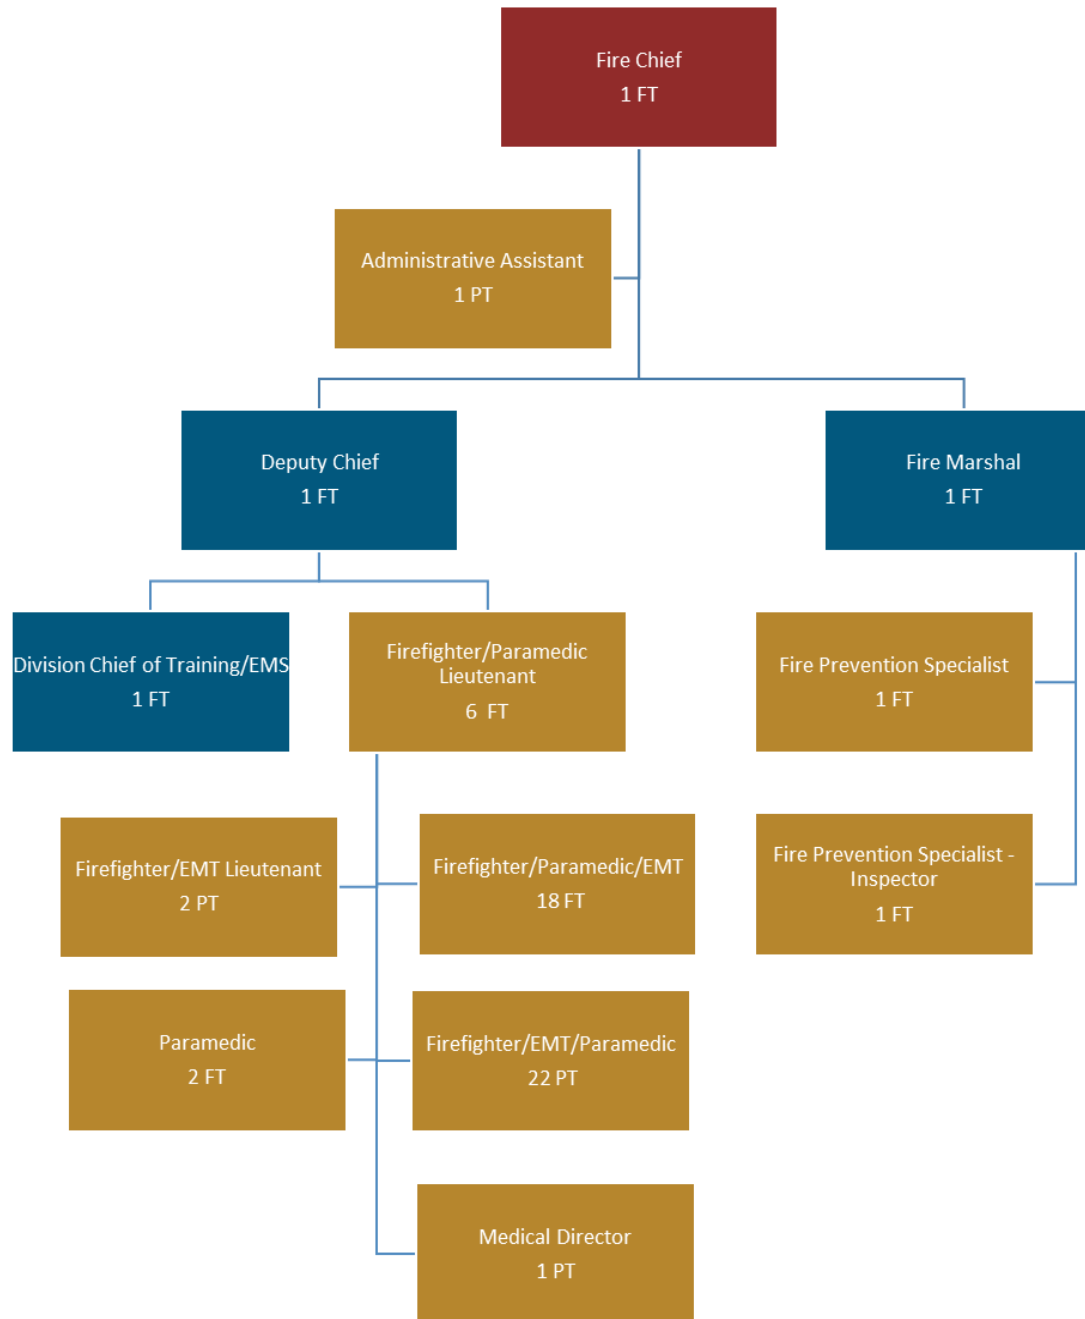 Fire Chief
1 FT
Administrative Assistant
1 PT
Deputy Chief
1 FT
Fire Marshal
1 FT
Division Chief of Training/EMS
1 FT
Firefighter/Paramedic
Lieutenant
6 FT
Fire Prevention Specialist
1 FT
Firefighter/EMT Lieutenant
2 PT
Firefighter/Paramedic/EMT
18 FT
Fire Prevention Specialist -
Inspector
1 FT
Paramedic
2 FT
Firefighter/EMT/Paramedic
22 PT
Medical Director
1 PT